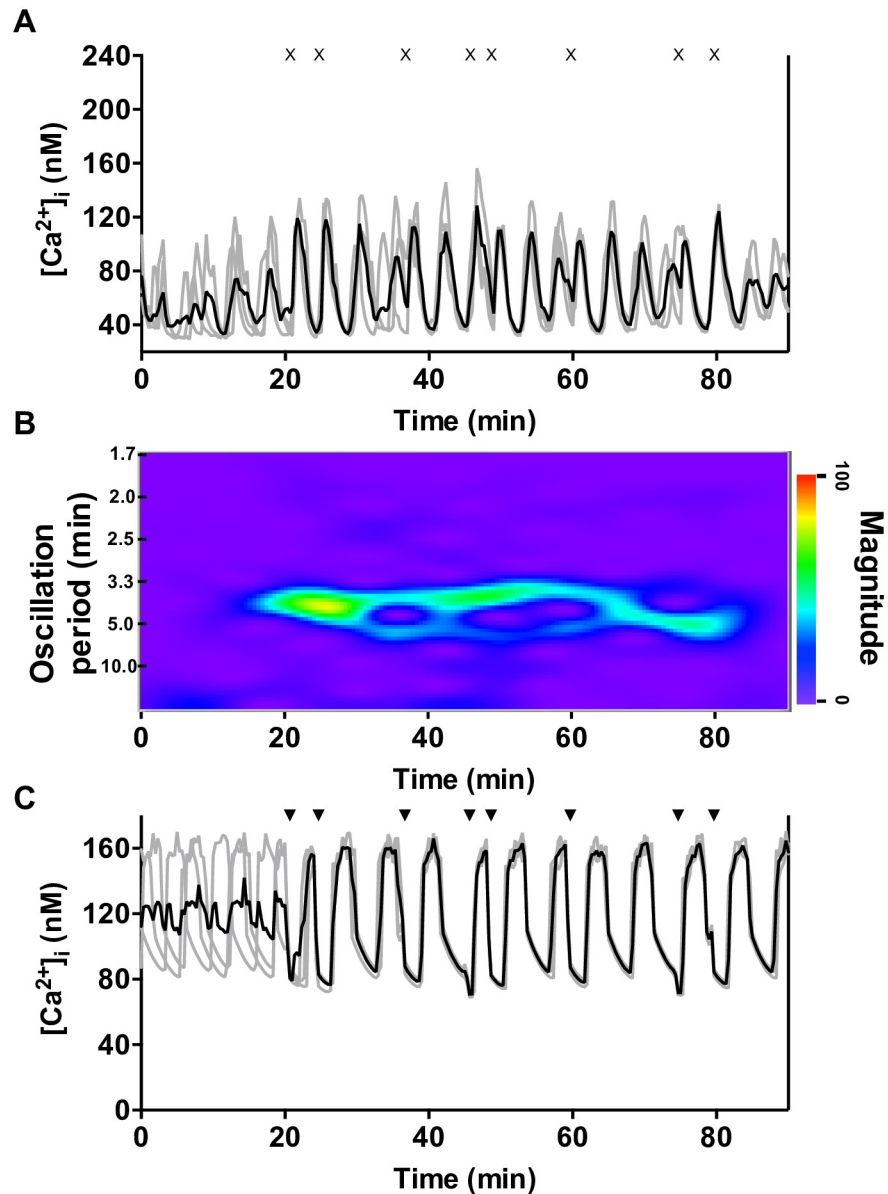 A
x x x x x x x x
240
200
160
120
80
40
[Ca2+]i (nM)
0 20 40 60 80
Time (min)
B
1.7
2.0
2.5
3.3
5.0
10.0
Oscillation
period (min)
100
0
Magnitude
0 20 40 60 80
Time (min)
C
160
120
80
40
0
[Ca2+]i (nM)
0 20 40 60 80
Time (min)